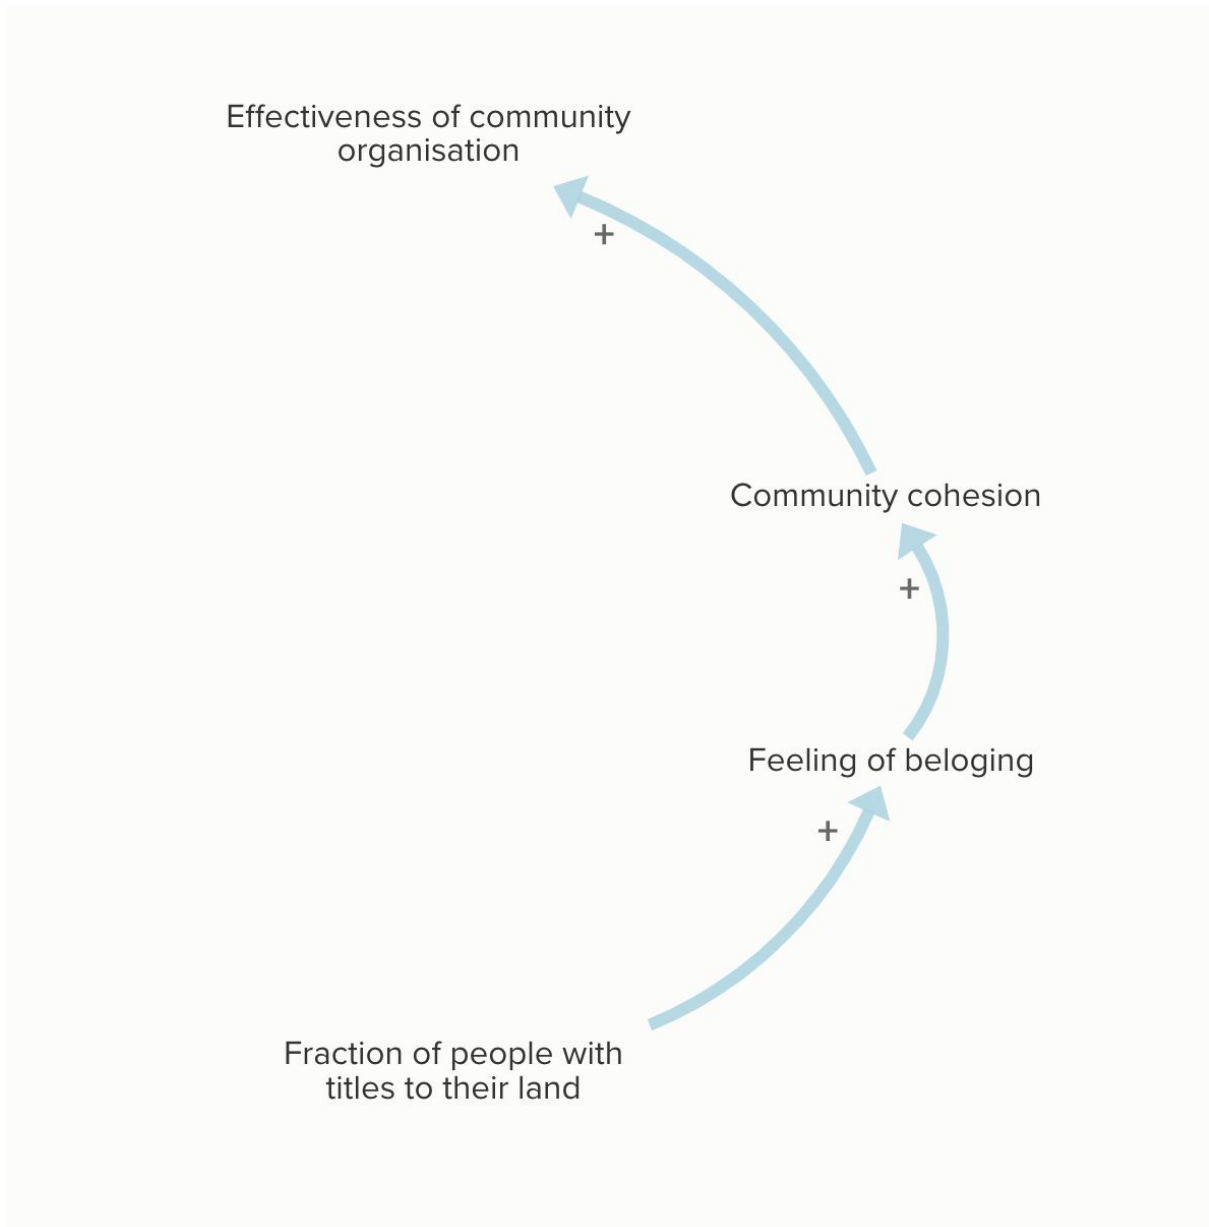 Effectiveness of community
organisation
+
Community cohesion
+
Feeling of beloging
+
Fraction of people with
titles to their land